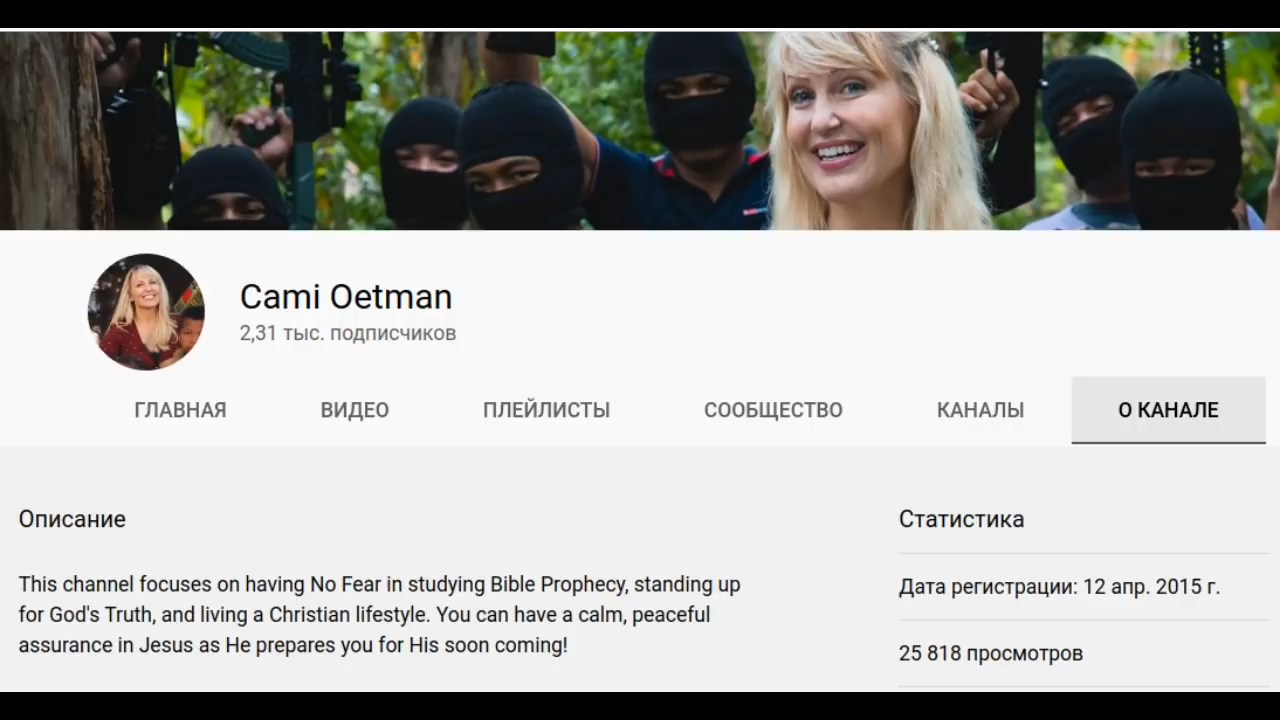 Cami Oetman
2,31 тыс. подписчиков
ГЛАВНАЯ ВИДЕО ПЛЕЙЛИСТЫ СООБЩЕСТВО КАНАЛЫ О КАНАЛЕ
Описание
This channel focuses on having No Fear in studying Bible Prophecy, standing up
for God's Truth, and living a Christian lifestyle. You can have a calm, peaceful
assurance in Jesus as He prepares you for His soon coming!
Статистика
Дата регистрации: 12 апр. 2015 г.
25 818 просмотров